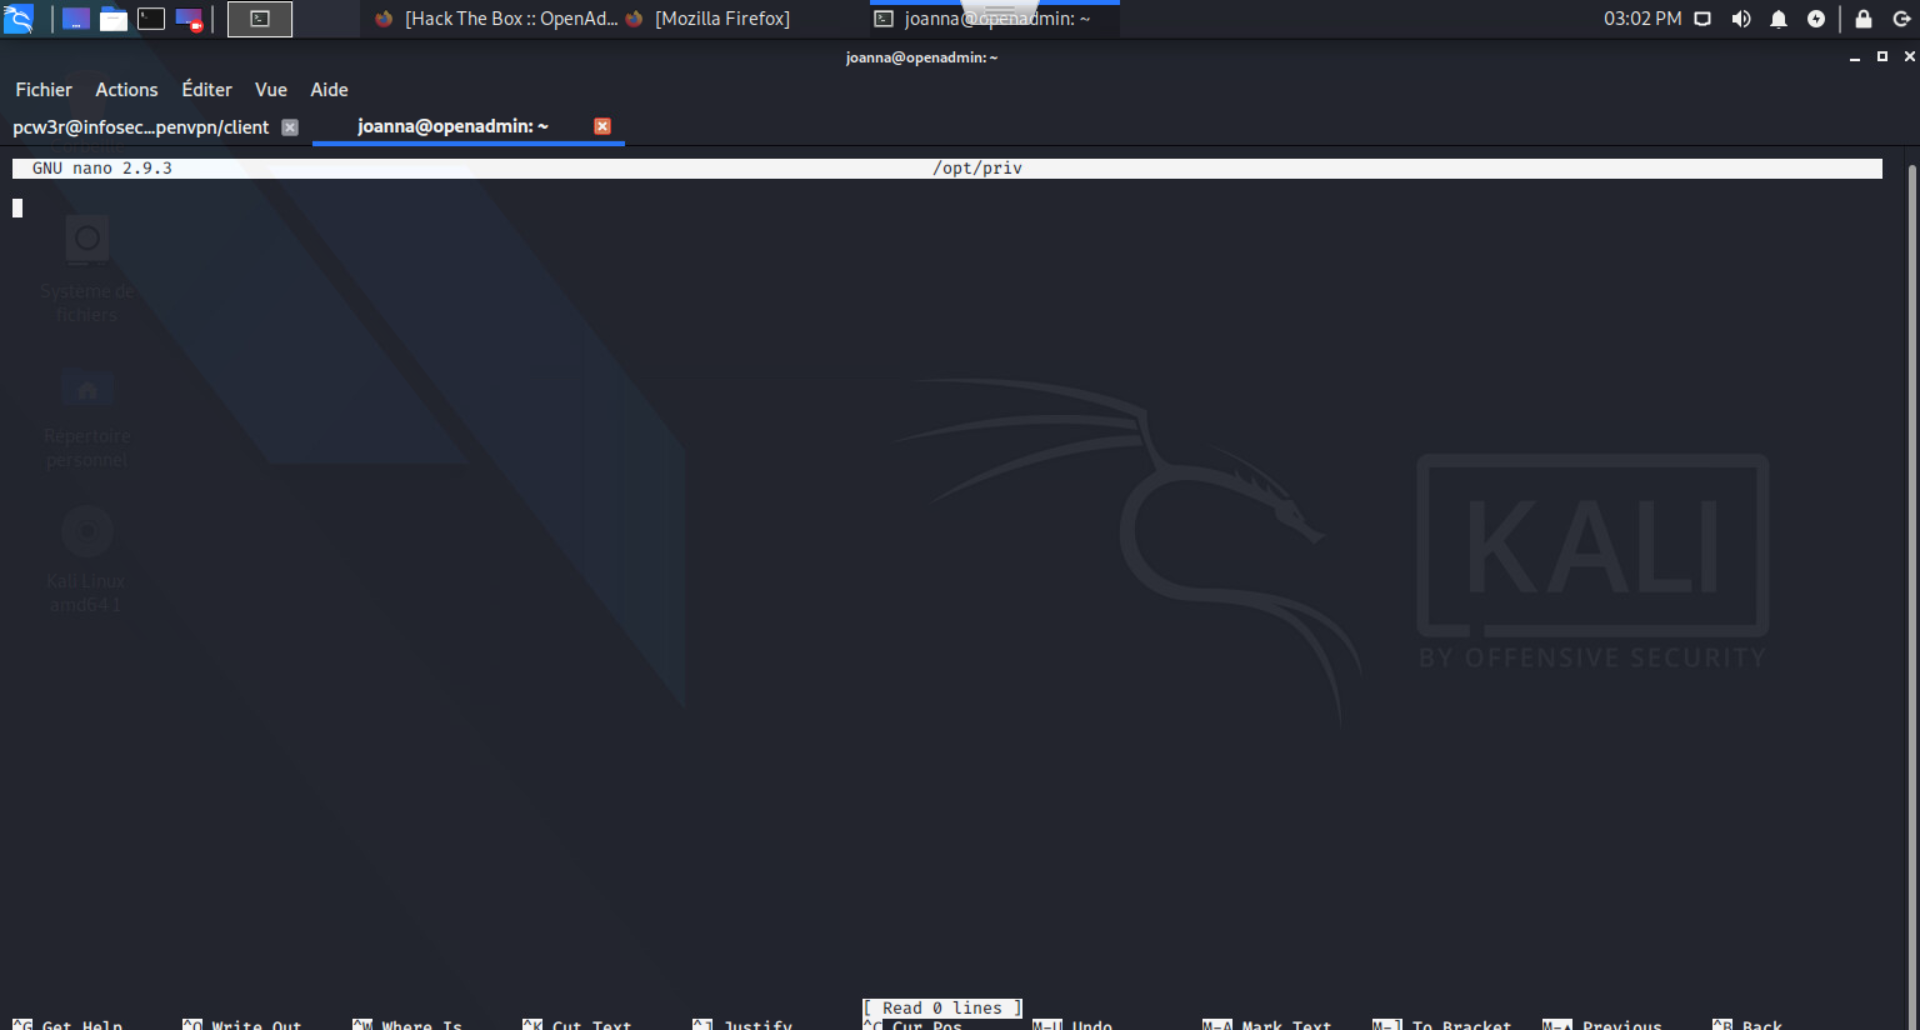 [Hack The Box :: OpenAd... [Mozilla Firefox] joanna@openadmin: ~ 03:02 PM
joanna@openadmin: ~
Fichier Actions Éditer Vue Aide
pcw3r@infosec...penvpn/client joanna@openadmin: ~
GNU nano 2.9.3 /opt/priv
Système de
fichiers
Répertoire
personnel
Kali Linux
amd64 1
KALI
BY OFFENSIVE SECURITY
[ Read 0 lines ]
^G Get Help ^O Write Out ^W Where Is ^K Cut Text ^J Justify ^C Cur Pos M-U Undo M-A Mark Text M-] To Bracket M-▲ Previous ^B Back